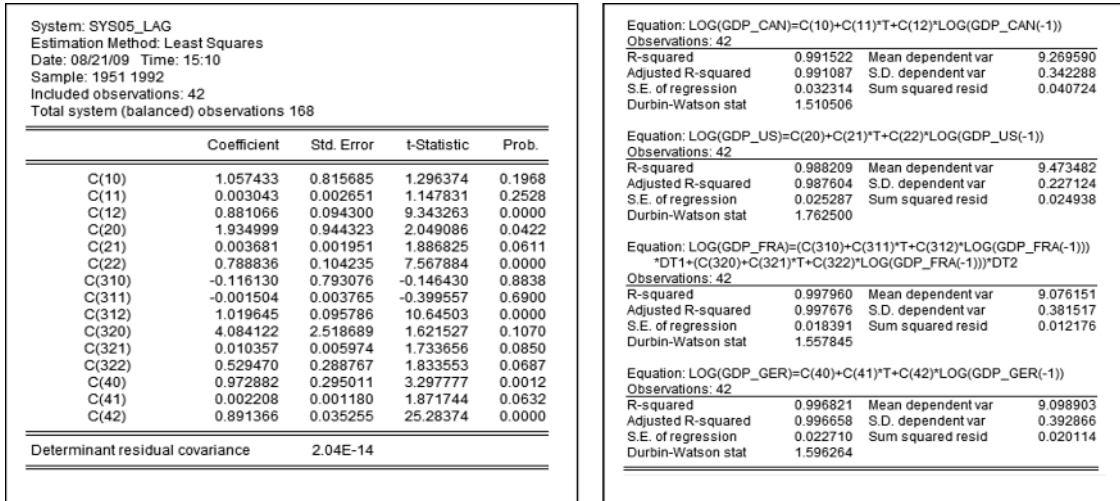 System: SYS05_LAG
Estimation Method: Least Squares
Date: 08/21/09 Time: 15:10
Sample: 1951 1992
Included observations: 42
Total system (balanced) observations 168
Coefficient Std. Error t-Statistic Prob.
C(10) 1.057433 0.815685 1.296374 0.1968
C(11) 0.003043 0.002651 1.147831 0.2528
C(12) 0.881066 0.094300 9.343263 0.0000
C(20) 1.934999 0.944323 2.049086 0.0422
C(21) 0.003681 0.001951 1.886825 0.0611
C(22) 0.788836 0.104235 7.567884 0.0000
C(310) -0.116130 0.793076 -0.146430 0.8838
C(311) -0.001504 0.003765 -0.399557 0.6900
C(312) 1.019645 0.095786 10.64503 0.0000
C(320) 4.084122 2.518689 1.621527 0.1070
C(321) 0.010357 0.005974 1.733656 0.0850
C(322) 0.529470 0.288767 1.833553 0.0687
C(40) 0.972882 0.295011 3.297777 0.0012
C(41) 0.002208 0.001180 1.871744 0.0632
C(42) 0.891366 0.035255 25.28374 0.0000
Determinant residual covariance 2.04E-14
Equation: LOG(GDP_CAN)=C(10)+C(11)*T+C(12)*LOG(GDP_CAN(-1))
Observations: 42
R-squared 0.991522 Mean dependent var 9.269590
Adjusted R-squared 0.991087 S.D. dependent var 0.342288
S.E. of regression 0.032314 Sum squared resid 0.040724
Durbin-Watson stat 1.510506
Equation: LOG(GDP_US)=C(20)+C(21)*T+C(22)*LOG(GDP_US(-1))
Observations: 42
R-squared 0.988209 Mean dependent var 9.473482
Adjusted R-squared 0.987604 S.D. dependent var 0.227124
S.E. of regression 0.025287 Sum squared resid 0.024938
Durbin-Watson stat 1.762500
Equation: LOG(GDP_FRA)=(C(310)+C(311)*T+C(312)*LOG(GDP_FRA(-1)))
*DT1+(C(320)+C(321)*T+C(322)*LOG(GDP_FRA(-1)))*DT2
Observations: 42
R-squared 0.997960 Mean dependent var 9.076151
Adjusted R-squared 0.997676 S.D. dependent var 0.381517
S.E. of regression 0.018391 Sum squared resid 0.012176
Durbin-Watson stat 1.557845
Equation: LOG(GDP_GER)=C(40)+C(41)*T+C(42)*LOG(GDP_GER(-1))
Observations: 42
R-squared 0.996821 Mean dependent var 9.098903
Adjusted R-squared 0.996658 S.D. dependent var 0.392866
S.E. of regression 0.022710 Sum squared resid 0.020114
Durbin-Watson stat 1.596264